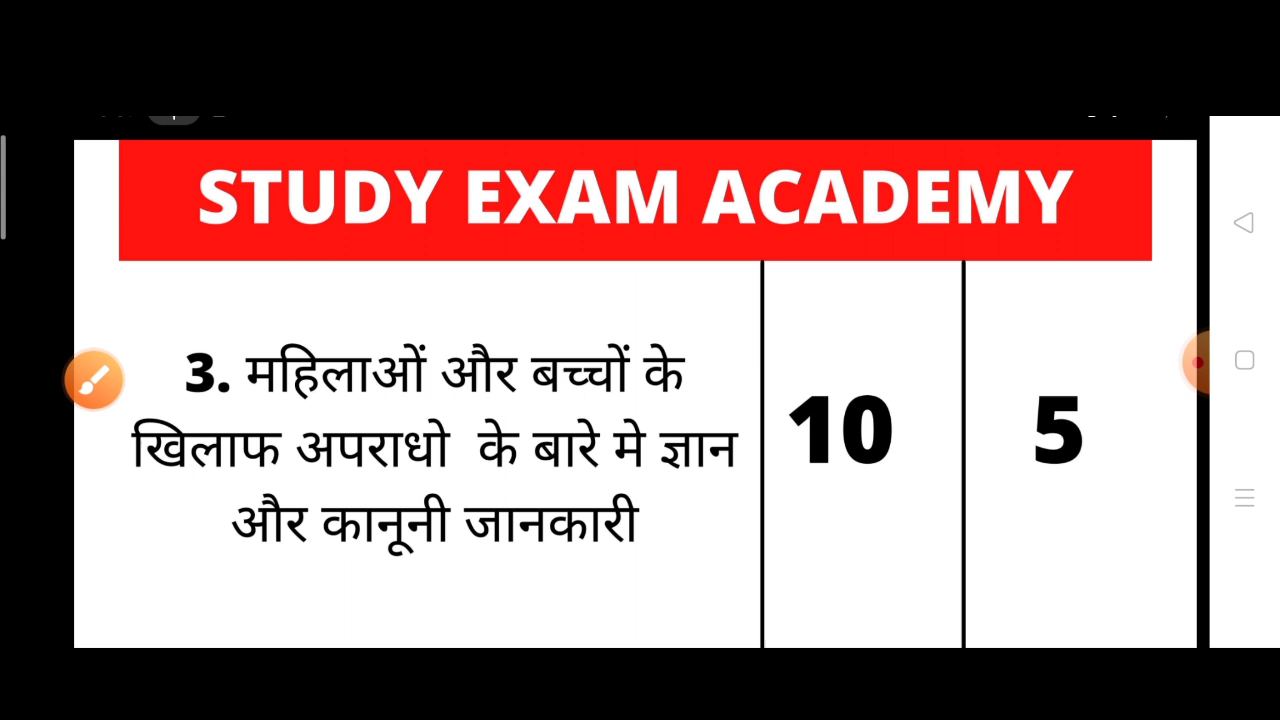 STUDY EXAM ACADEMY
3. महिलाओं और बच्चों के
खिलाफ अपराधो के बारे मे ज्ञान
और कानूनी जानकारी
10
5